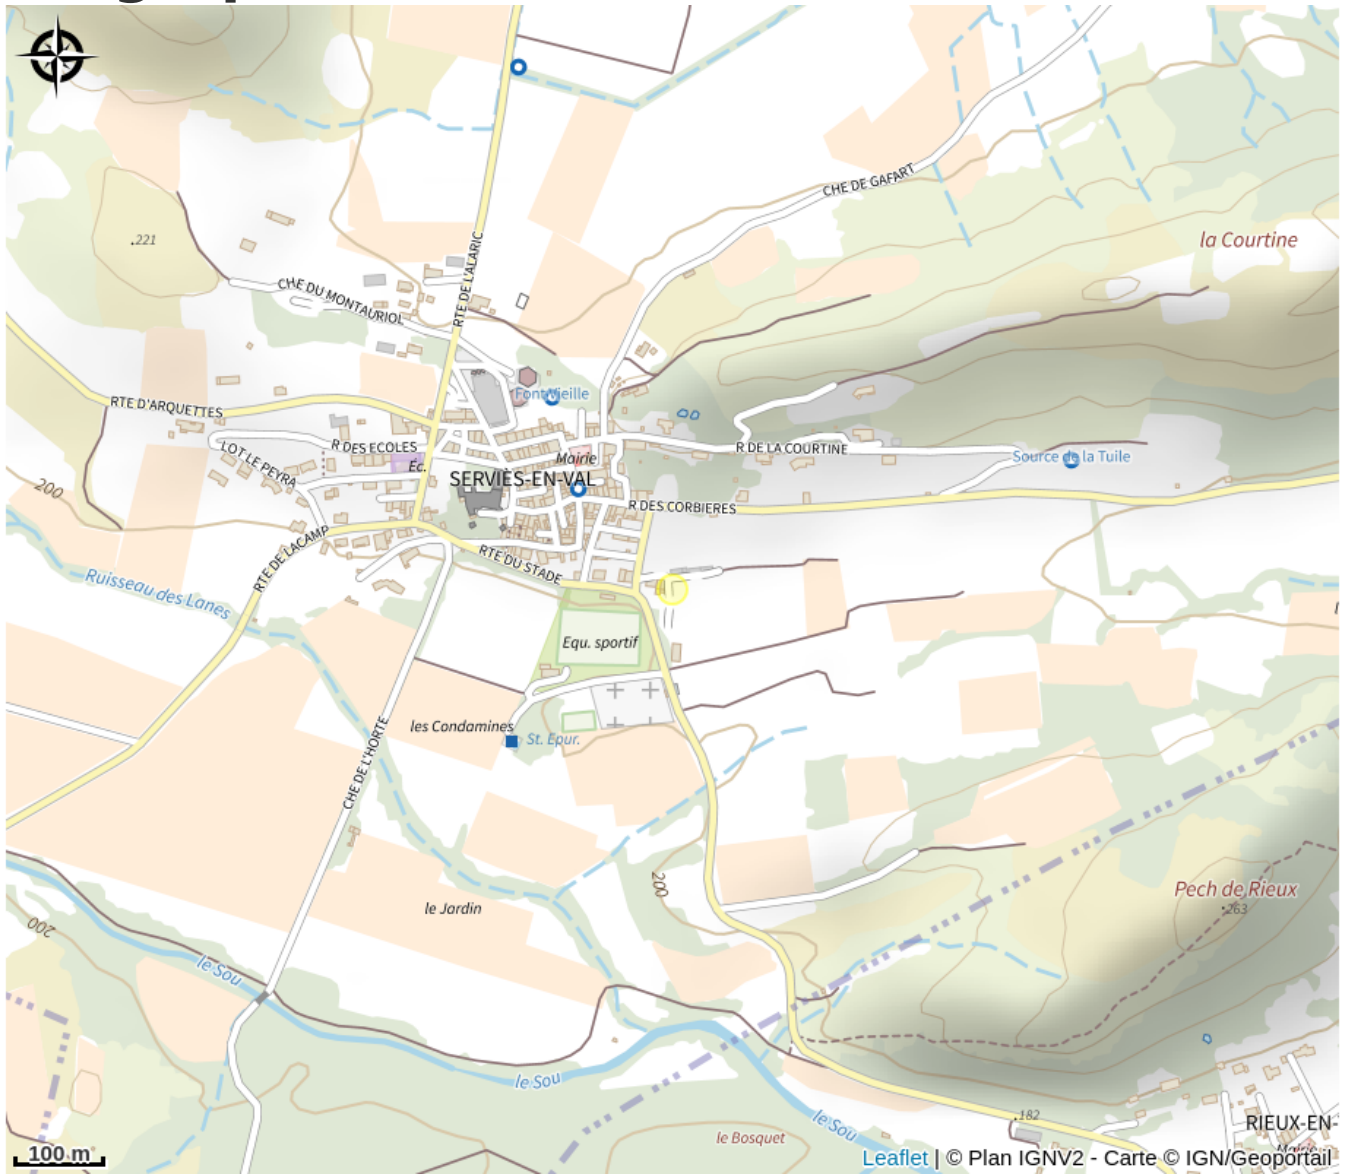 CHE DE GAFART
.221
la Courtine
RTE DE L'ALARIC
CHE DU MONTAURIOL
Font Vieille
RTE D'ARQUETTES
R DES ECOLES
LOT LE PEYRA
Éc.
Mairie
R DE LA COURTINE
Source de la Tuile
SERVIÈS-EN-VAL
200
R DES CORBIERES
RTE DE LACAMP
RTE DU STADE
Ruisseau des Lanes
Equ. sportif
les Condamines
St. Epur.
CHE DE L'HORTE
200
Pech de Rieux
.263
le Jardin
200
le Sou
le Sou
le Sou
.182
RIEUX-EN-
le Bosquet
Mairie
100 m
Leaflet | © Plan IGNV2 - Carte © IGN/Geoportail